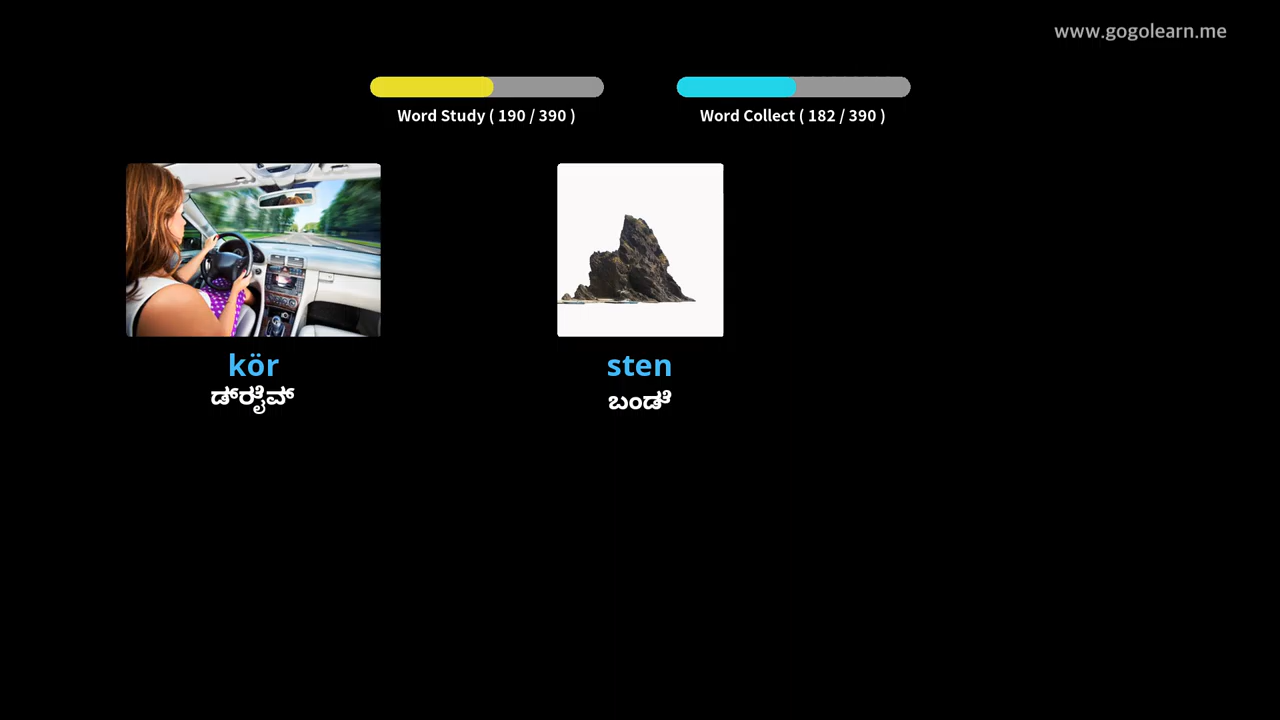 www.gogolearn.me
Word Study ( 190 / 390 )
Word Collect ( 182 / 390 )
kör
ಡ್ರೈವ್
sten
ಬಂಡೆ